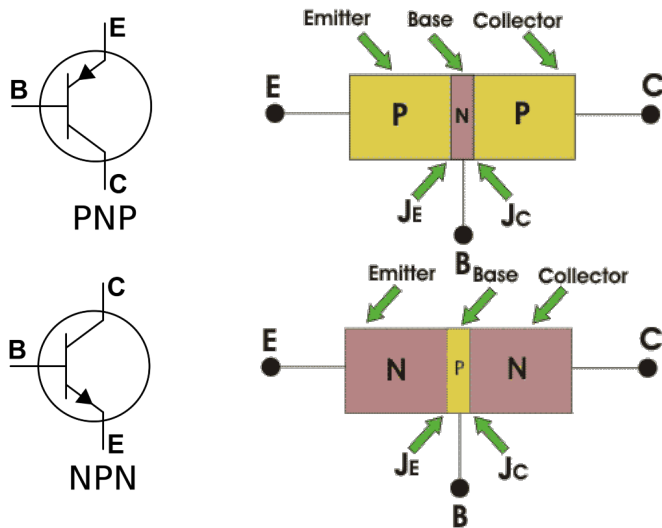 E
B
C
PNP
Emitter Base Collector
E C
P N P
JE JC
B
C
B
E
NPN
Emitter Base Collector
E C
N P N
JE JC
B